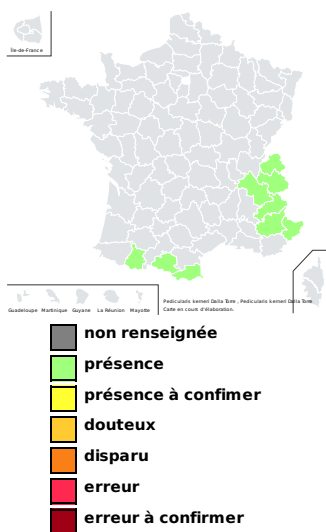 Île-de-France
Guadeloupe Martinique Guyane La Réunion Mayotte
Pedicularis kerneri Dalla Torre , Pedicularis kerneri Dalla Torre
Carte en cours d'élaboration.
non renseignée
présence
présence à confimer
douteux
disparu
erreur
erreur à confirmer